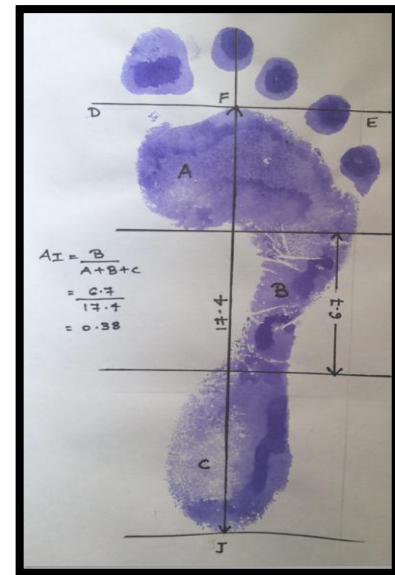 F
D
E
A
AI = B
A+B+C
= 6.7
17.4
= 0.38
B
17.4
6.7
C
J